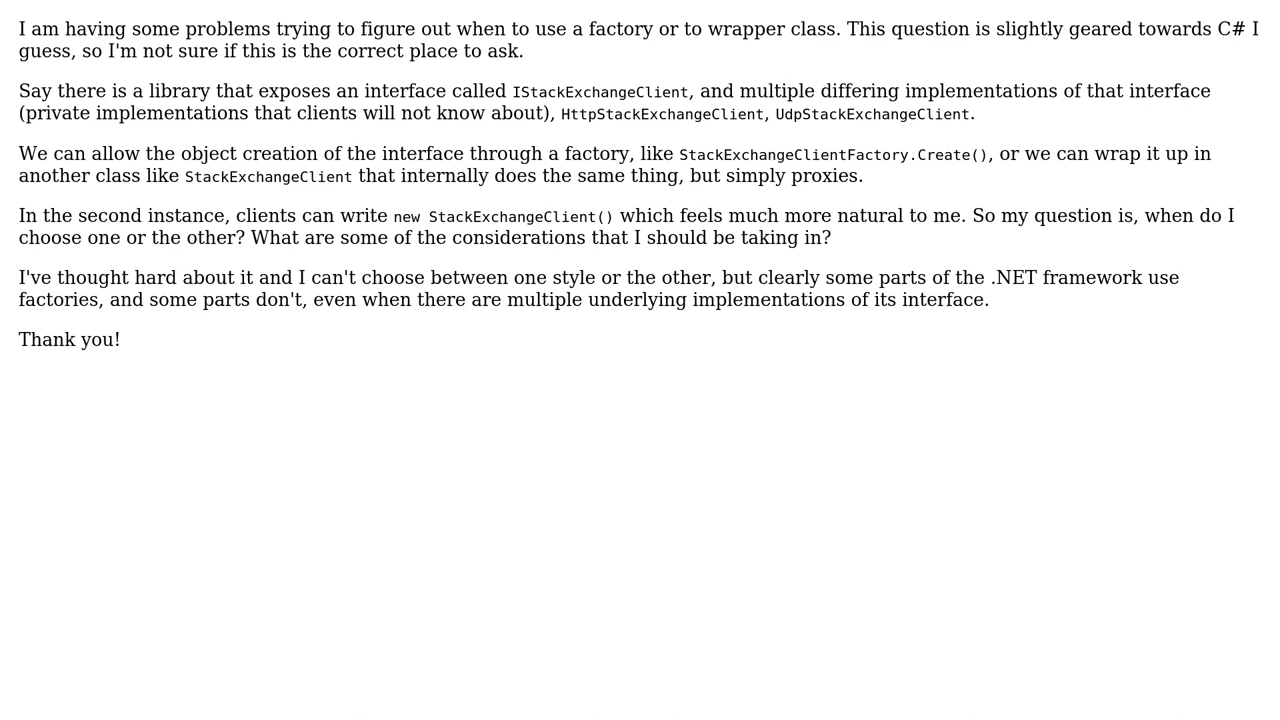 I am having some problems trying to figure out when to use a factory or to wrapper class. This question is slightly geared towards C# I
guess, so I'm not sure if this is the correct place to ask.
Say there is a library that exposes an interface called IStackExchangeClient, and multiple differing implementations of that interface
(private implementations that clients will not know about), HttpStackExchangeClient, UdpStackExchangeClient.
We can allow the object creation of the interface through a factory, like StackExchangeClientFactory.Create(), or we can wrap it up in
another class like StackExchangeClient that internally does the same thing, but simply proxies.
In the second instance, clients can write new StackExchangeClient() which feels much more natural to me. So my question is, when do I
choose one or the other? What are some of the considerations that I should be taking in?
I've thought hard about it and I can't choose between one style or the other, but clearly some parts of the .NET framework use
factories, and some parts don't, even when there are multiple underlying implementations of its interface.
Thank you!